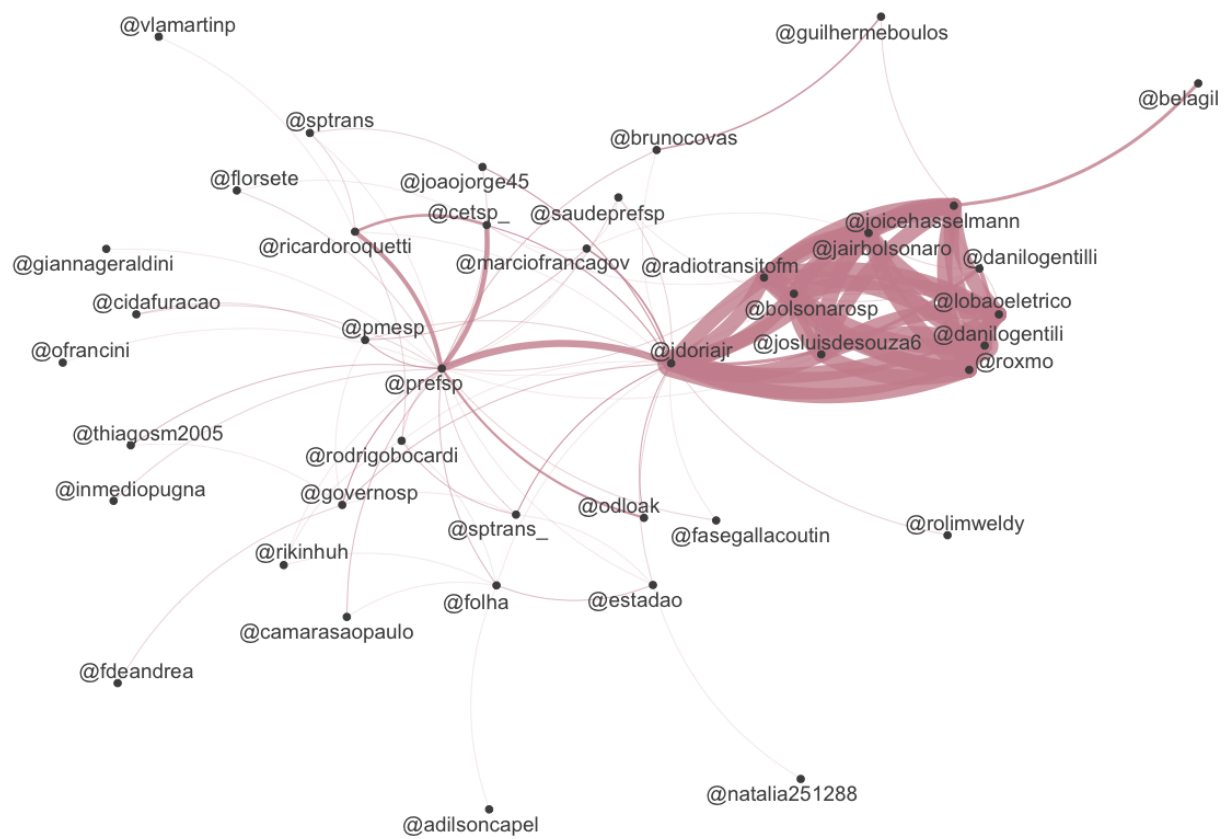 @vlamartinp
@guilhermeboulos
@belagil
@sptrans
@brunocovas
@florsete
@joaojorge45
@cetsp_
@saudeprefsp
@joicehasselmann
@ricardoroquetti
@jairbolsonaro
@giannageraldini
@marciofrancagov
@radiotransitofm
@danilogentilli
@cidafuracao
@bolsonarosp
@lobaoeletrico
@pmesp
@ofrancini
@jdoriajr
@josluisdesouza6
@danilogentili
@roxmo
@prefsp
@thiagosm2005
@rodrigobocardi
@inmediopugna
@governosp
@odloak
@sptrans_
@fasegallacoutin
@rolimweldy
@rikinhuh
@folha
@estadao
@camarasaopaulo
@fdeandrea
@natalia251288
@adilsoncapel